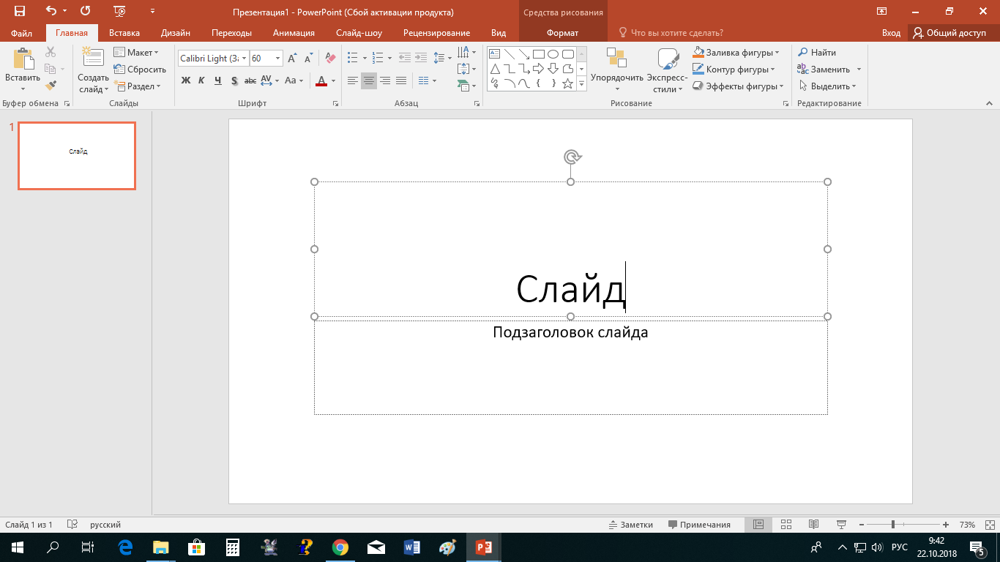 Презентация1 - PowerPoint (Сбой активации продукта)
Средства рисования
Файл Главная Вставка Дизайн Переходы Анимация Слайд-шоу Рецензирование Вид Формат Что вы хотите сделать? Вход Общий доступ
Вставить
Создать слайд
Макет
Сбросить
Раздел
Calibri Light (За 60
Ж К Ч S abc AV Aa А
Упорядочить
Экспресс-стили
Заливка фигуры
Контур фигуры
Эффекты фигуры
Найти
Заменить
Выделить
Буфер обмена Слайды Шрифт Абзац Рисование Редактирование
1
Слайд
Слайд
Подзаголовок слайда
Слайд 1 из 1 русский Заметки Примечания 73%
РУС
9:42
22.10.2018
5